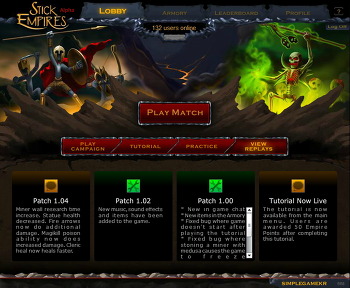 Stick Empires Alpha
LOBBY ARMORY LEADERBOARD PROFILE ?
132 users online
PLAY MATCH
PLAY CAMPAIGN TUTORIAL PRACTICE VIEW REPLAYS
Patch 1.04
Miner wall research time
increase. Statue health
decreased. Fire arrows
now do additional
damage. Magikill poison
ability now does
increased damage. Cleric
heal now heals faster.
Patch 1.02
New music, sound effects
and items have been
added to the game.
Patch 1.00
* New in game chat
* New items in the armory
* Fixed bug where game
doesn't start after
playing the tutorial
* Fixed bug where
stoning a miner with
medusa causes the game
to freeze
Tutorial Now Live
The tutorial is now
available from the main
menu. Users are
awarded 50 Empire
Points after completing
this tutorial.
SIMPLEGAMEKR